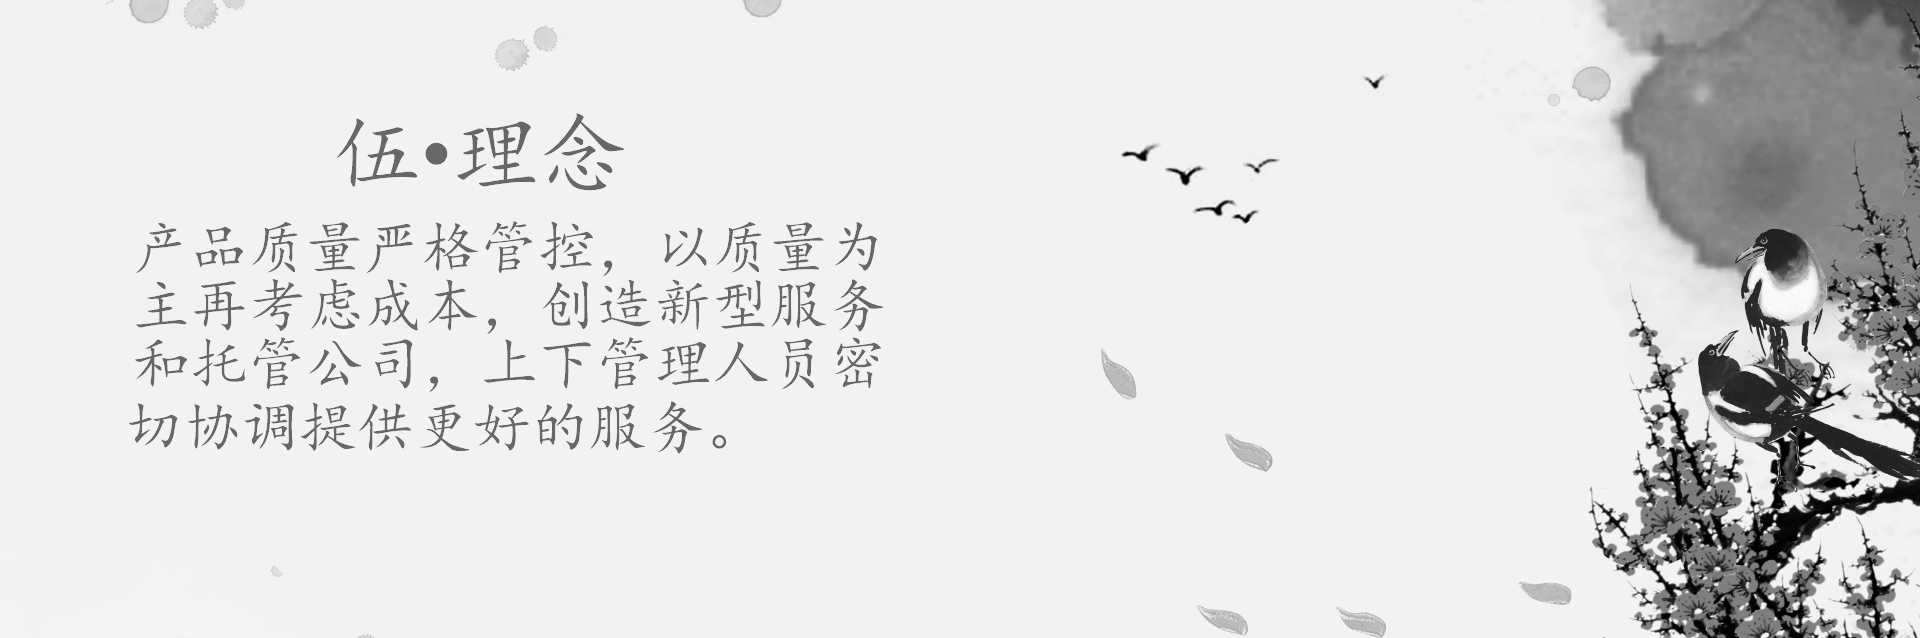 伍•理念
产品质量严格管控，以质量为
主再考虑成本，创造新型服务
和托管公司，上下管理人员密
切协调提供更好的服务。